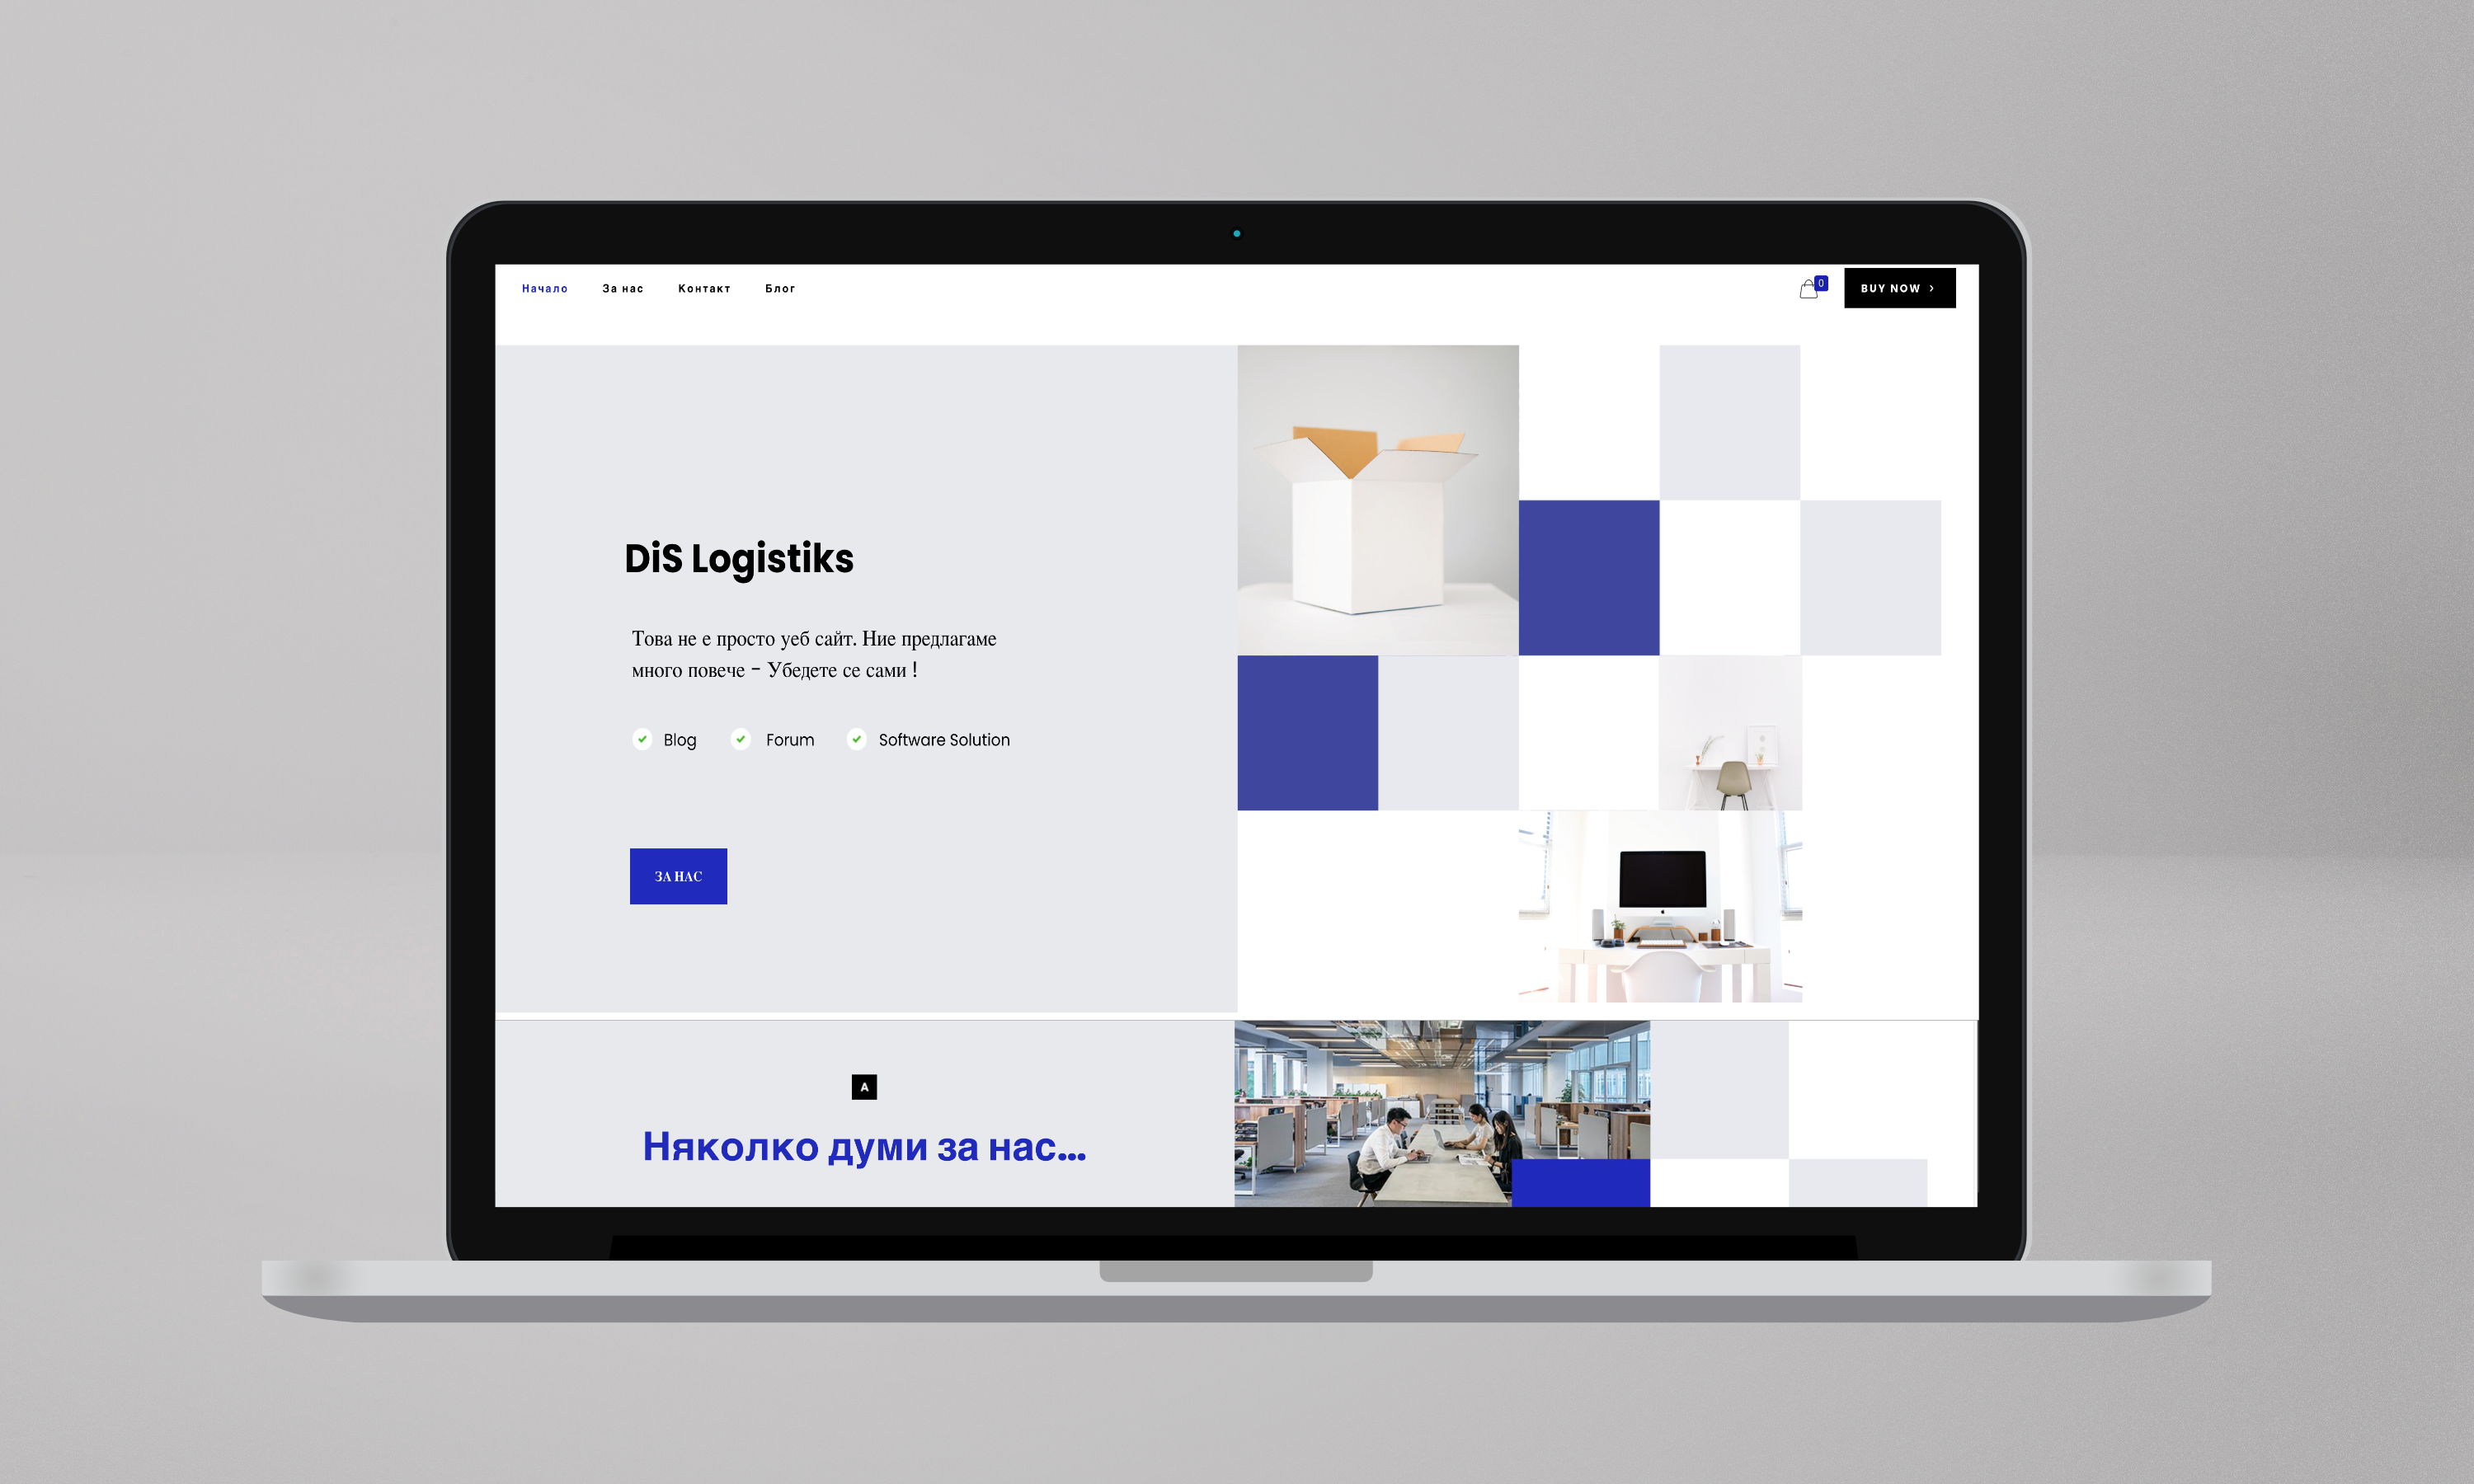 Начало За нас Контакт Блог 0 BUY NOW
DiS Logistiks
Това не е просто уеб сайт. Ние предлагаме
много повече - Убедете се сами !
Blog Forum Software Solution
ЗА НАС
A
Няколко думи за нас...